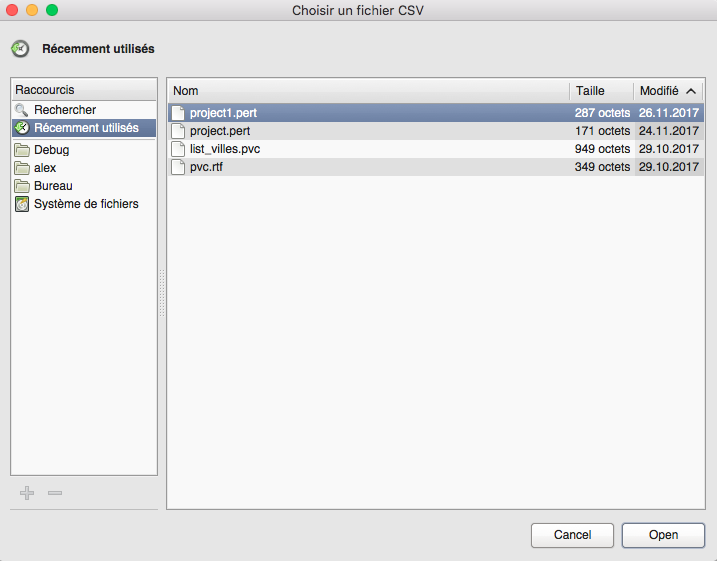 Choisir un fichier CSV
Récemment utilisés
Raccourcis
Rechercher
Récemment utilisés
Debug
alex
Bureau
Système de fichiers
Nom Taille Modifié
project1.pert 287 octets 26.11.2017
project.pert 171 octets 24.11.2017
list_villes.pvc 949 octets 29.10.2017
pvc.rtf 349 octets 29.10.2017
Cancel Open